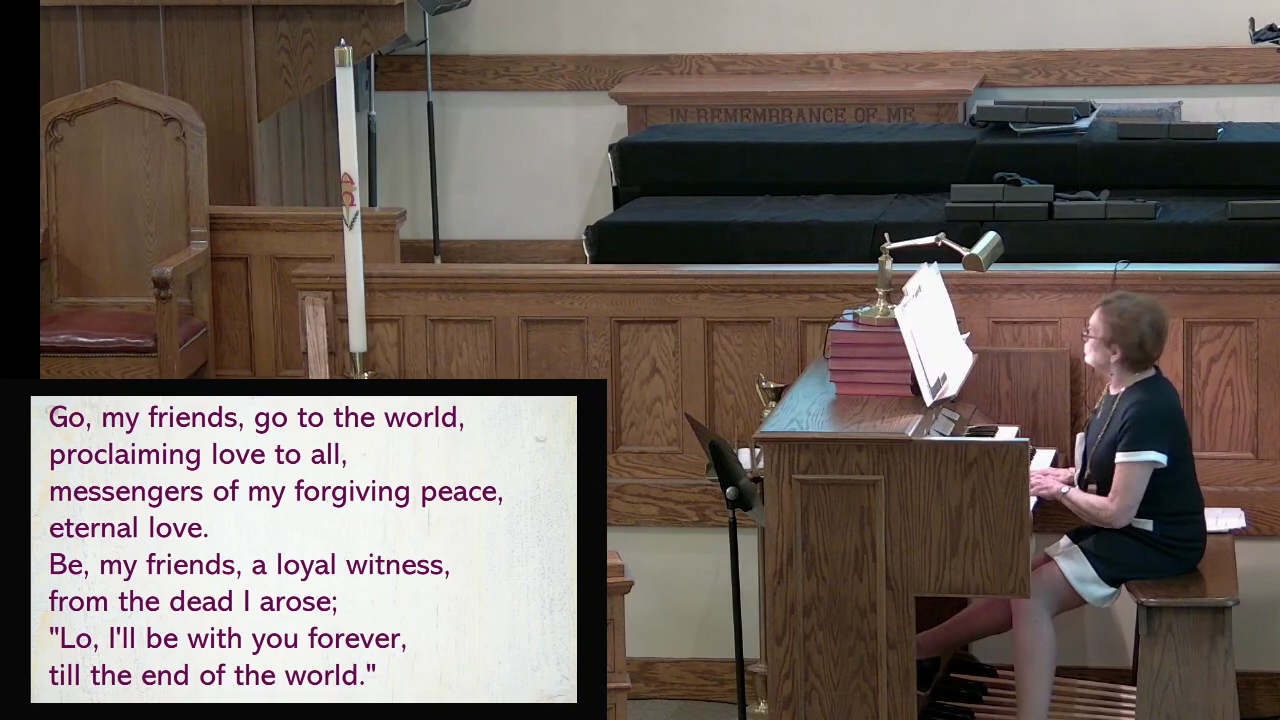 IN REMEMBRANCE OF ME
Go, my friends, go to the world,
proclaiming love to all,
messengers of my forgiving peace,
eternal love.
Be, my friends, a loyal witness,
from the dead I arose;
"Lo, I'll be with you forever,
till the end of the world."